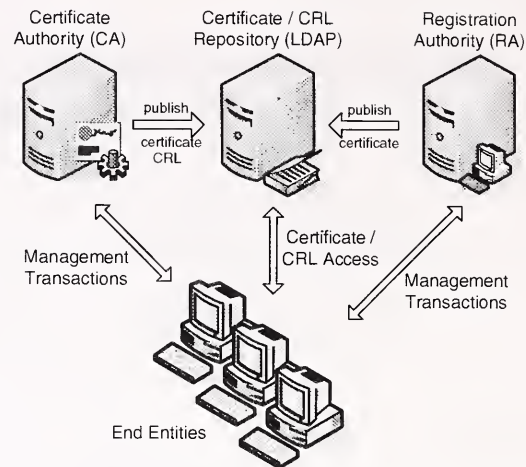 Certificate
Authority (CA)
Certificate / CRL
Repository (LDAP)
Registration
Authority (RA)
publish
certificate
CRL
publish
certificate
Management
Transactions
Certificate /
CRL Access
Management
Transactions
End Entities